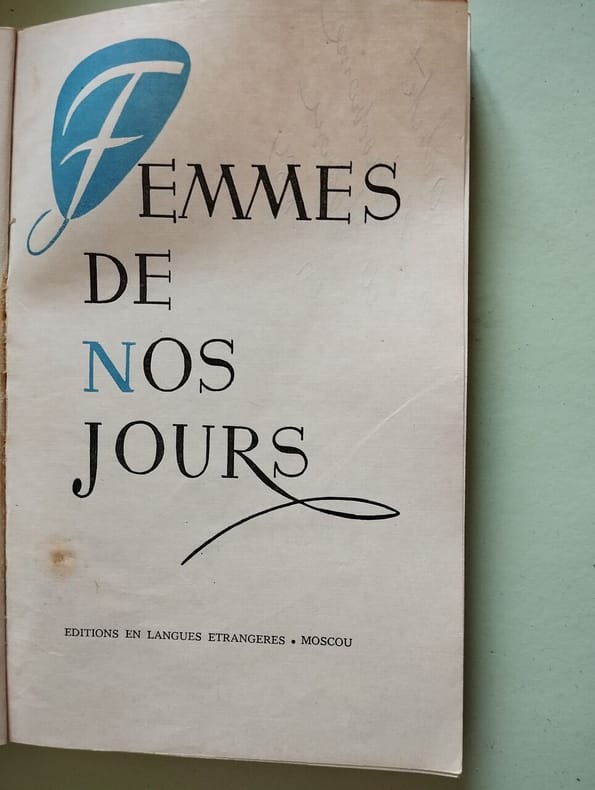 FEMMES
DE
NOS
JOURS
EDITIONS EN LANGUES ETRANGERES • MOSCOU